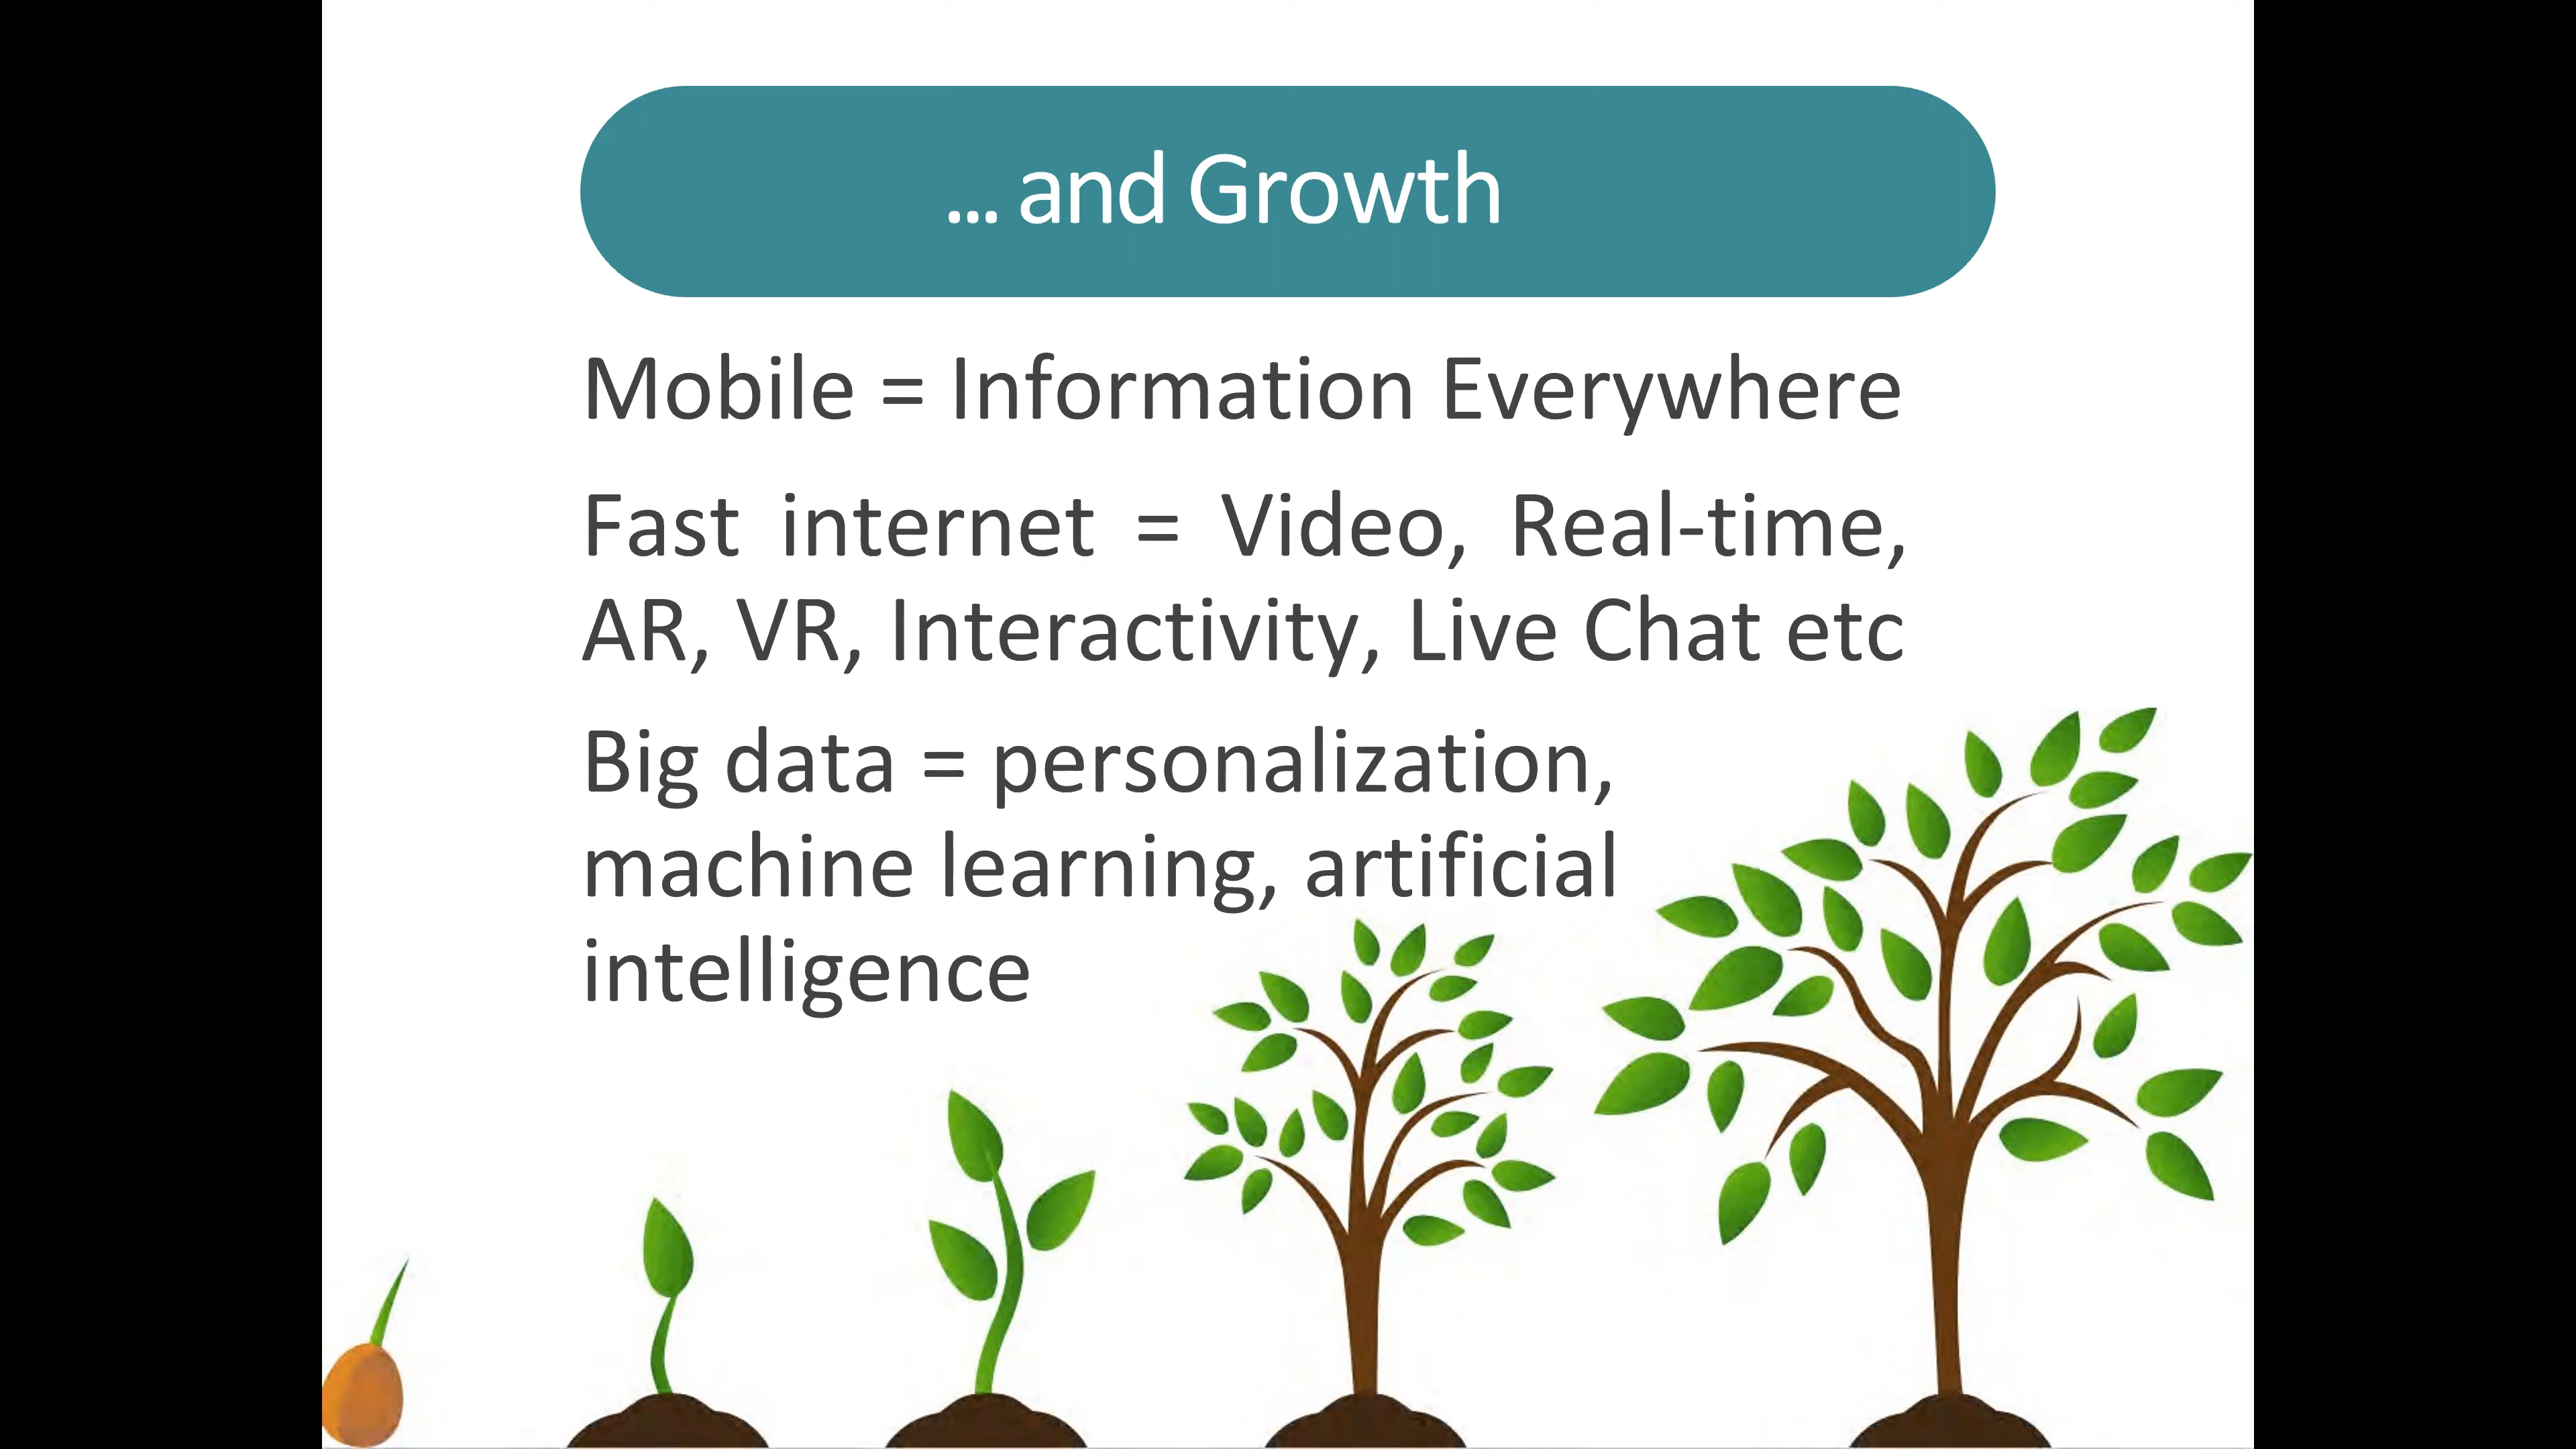 ... and Growth
Mobile = Information Everywhere
Fast internet = Video, Real-time,
AR, VR, Interactivity, Live Chat etc
Big data = personalization,
machine learning, artificial
intelligence